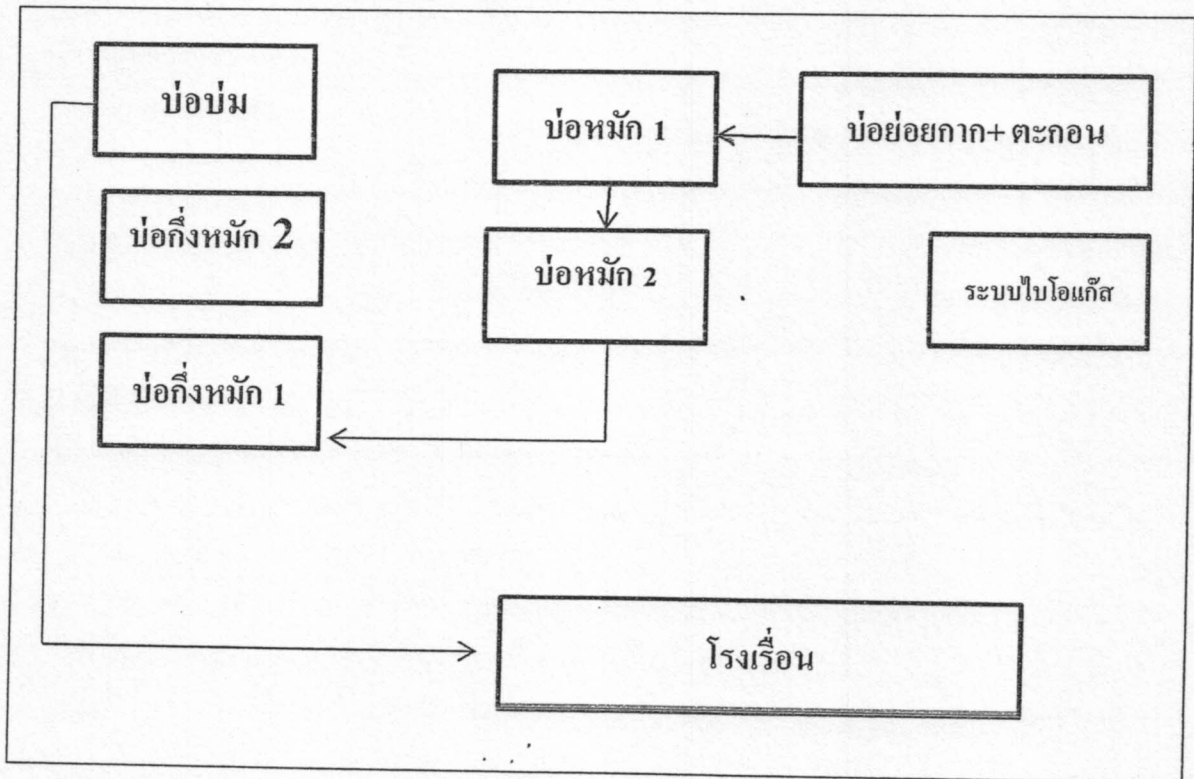 บ่อบ่ม
บ่อหมัก 1
บ่อย่อยกาก+ ตะกอน
บ่อกึ่งหมัก 2
บ่อหมัก 2
ระบบไบโอแก๊ส
บ่อกึ่งหมัก 1
โรงเรื่อน